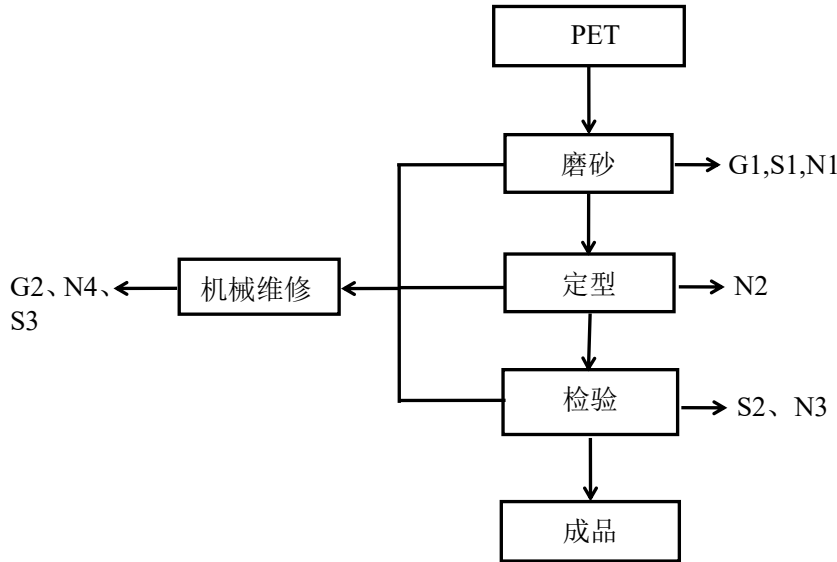 PET
磨砂
G1,S1,N1
G2、N4、
S3
机械维修
定型
N2
检验
S2、N3
成品